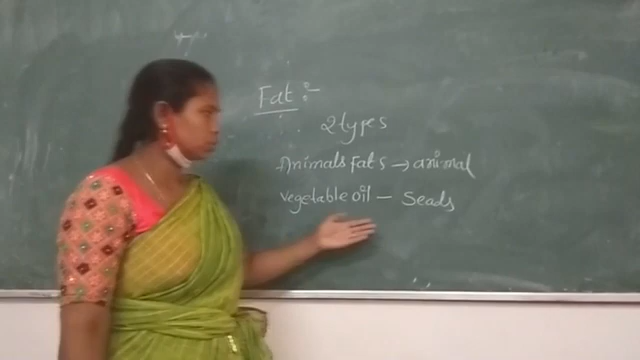 Fat :-
2 types
Animals Fats → animal
Vegetable oil - Seads